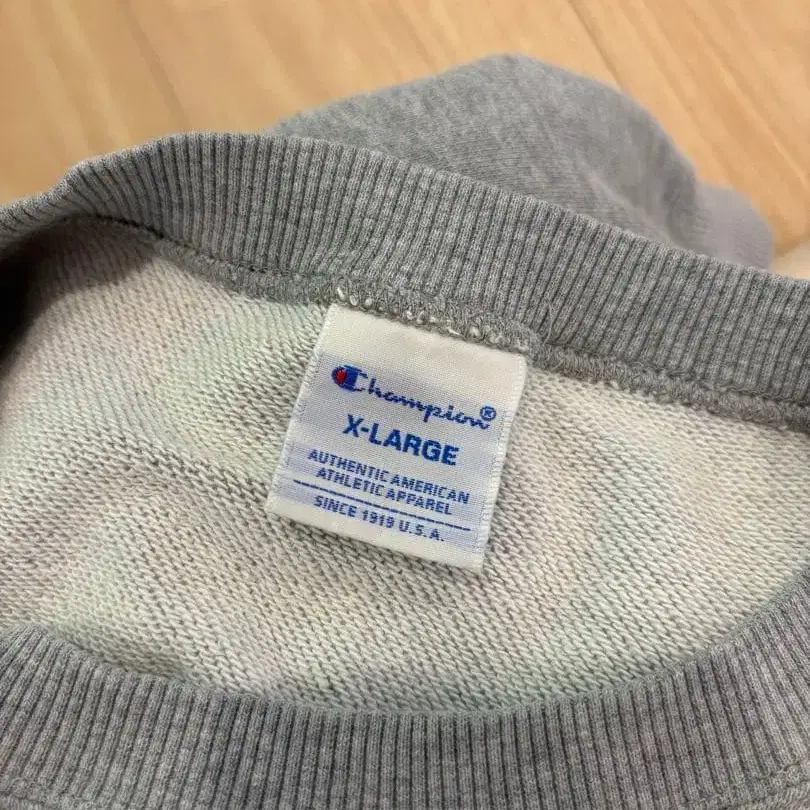 Champion®
X-LARGE
AUTHENTIC AMERICAN
ATHLETIC APPAREL
SINCE 1919 U.S.A.